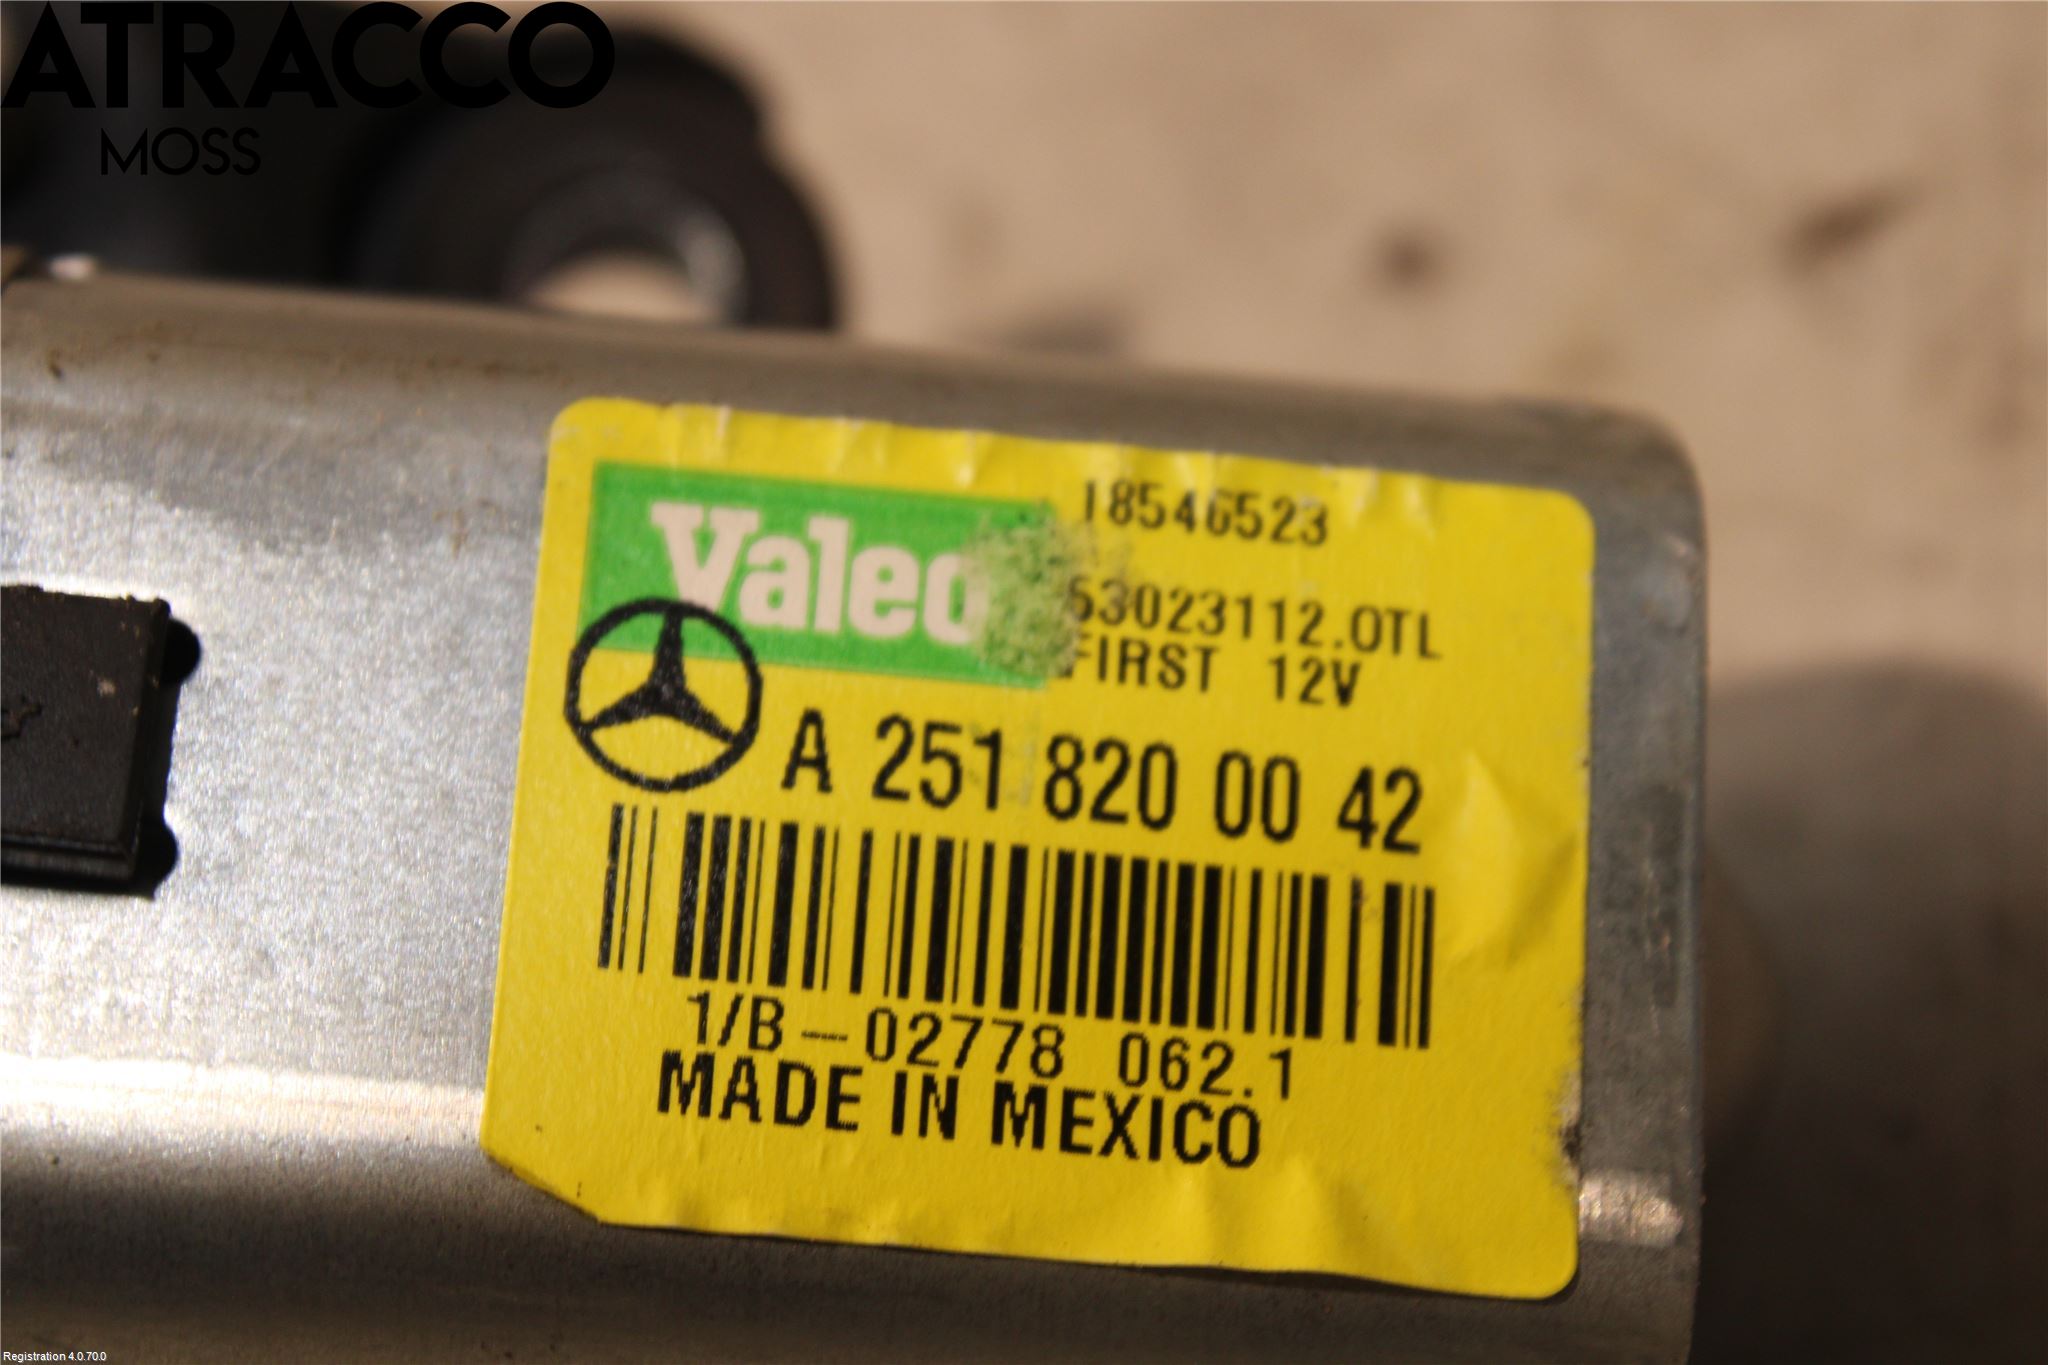 ATRACCO
MOSS
Valeo
18546523
53023112.OTL
FIRST 12V
A 251 820 00 42
1/B-02778 062.1
MADE IN MEXICO
Registration 4.0.70.0